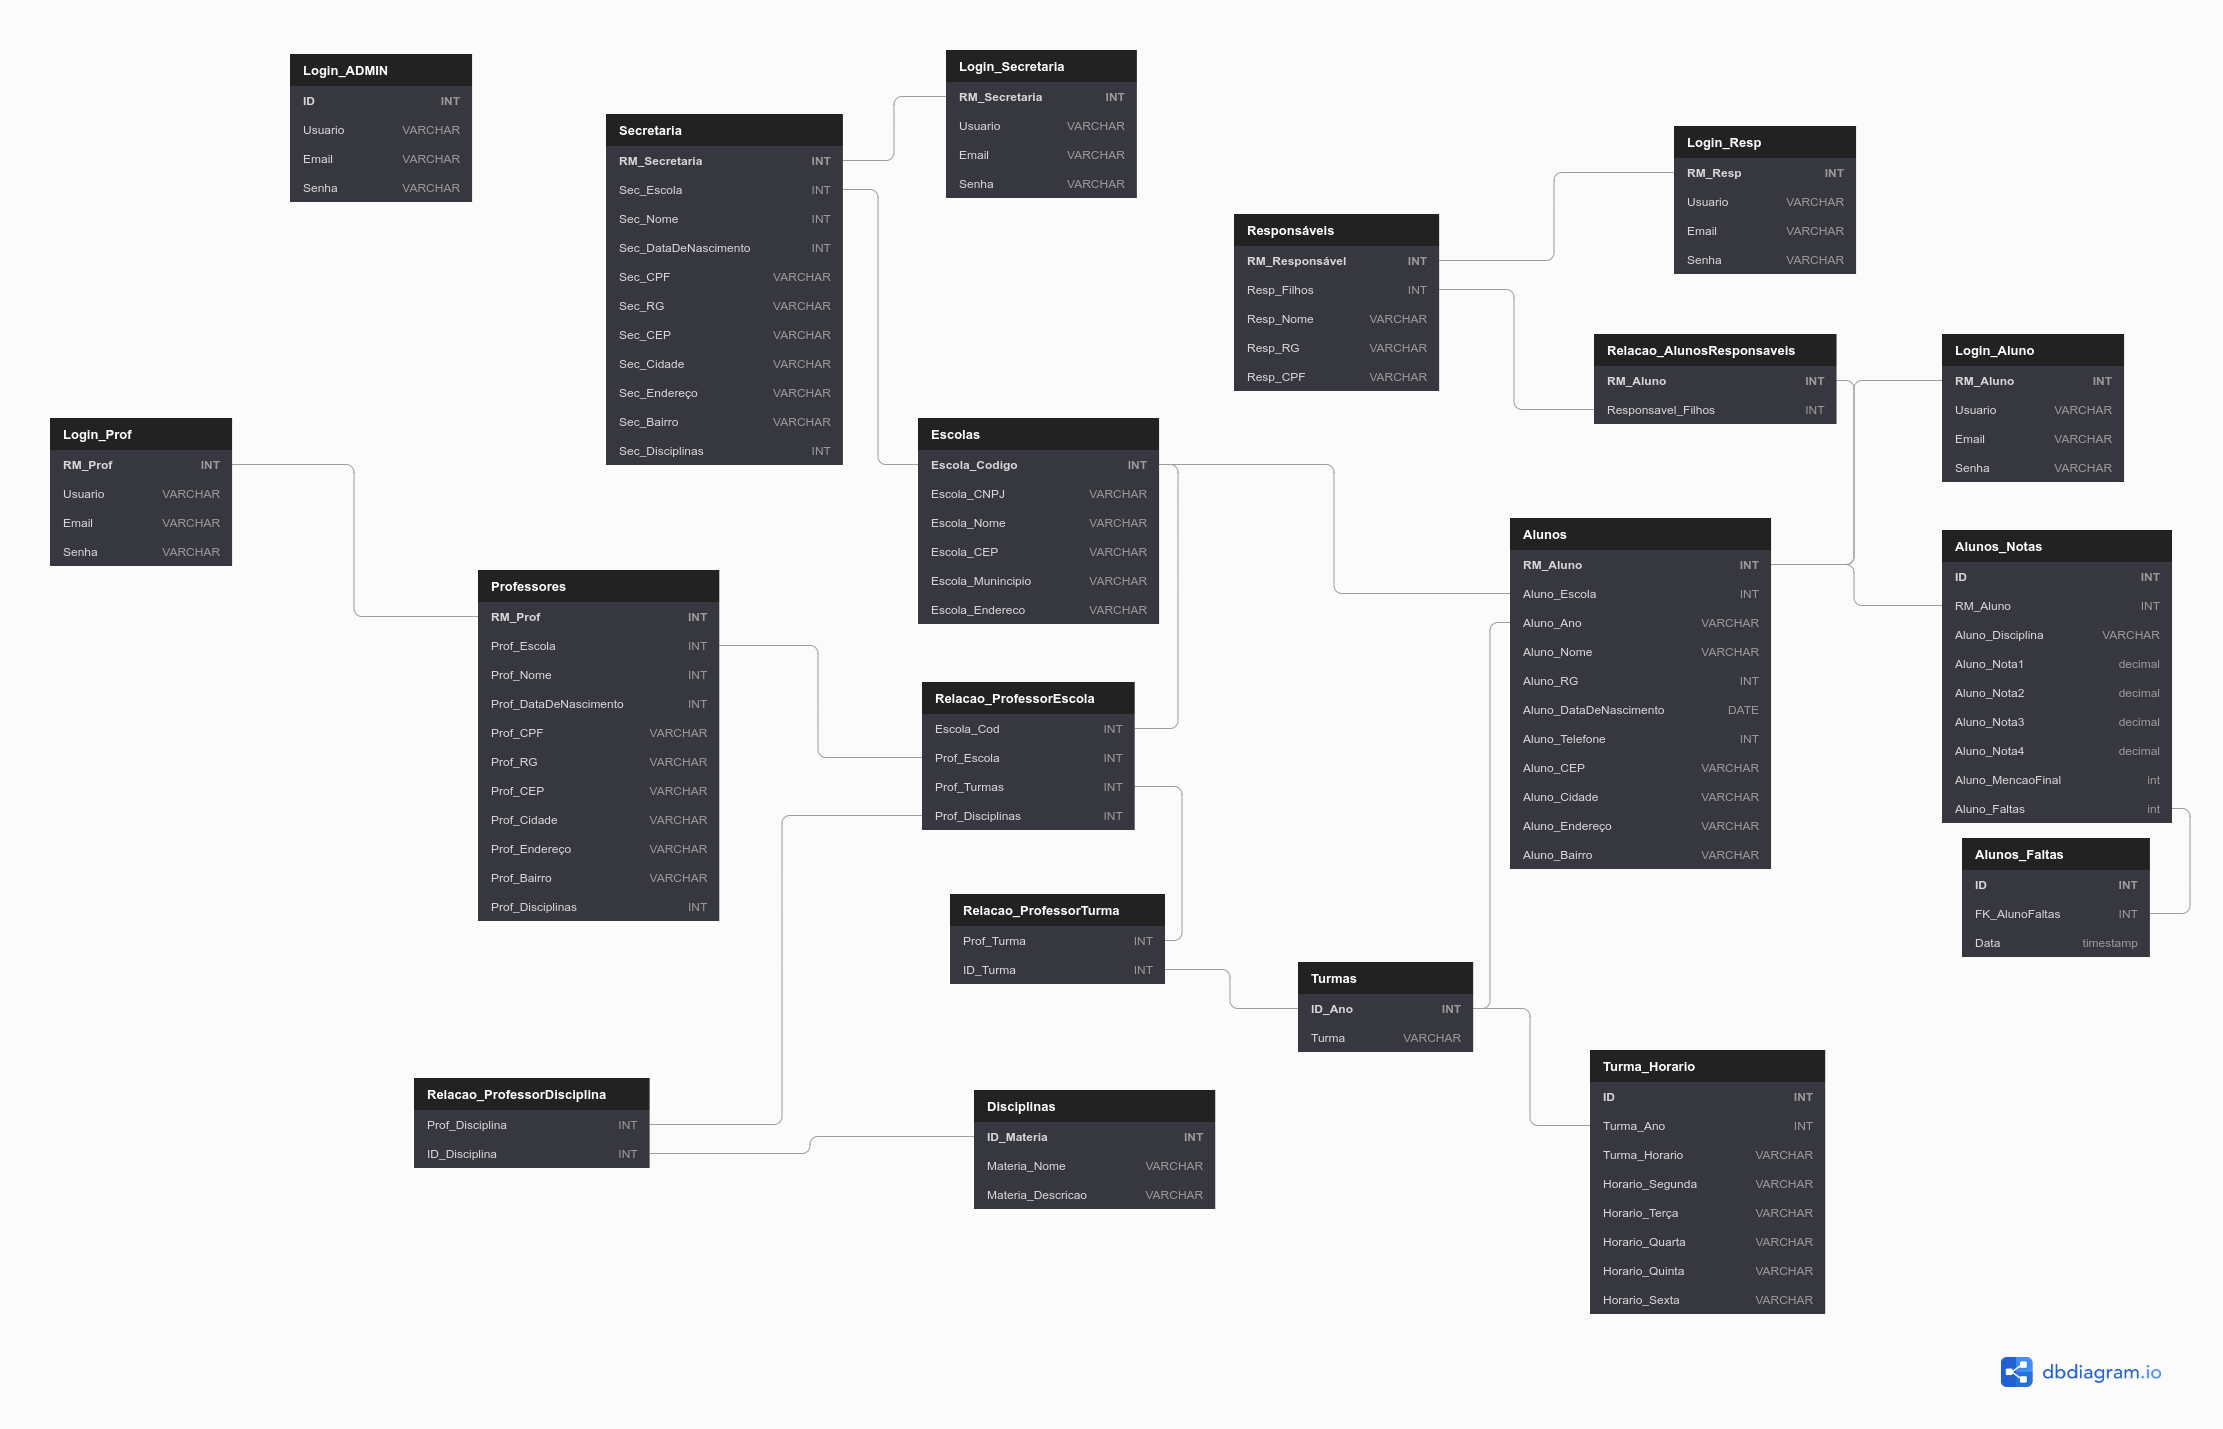 Login_ADMIN
ID INT
Usuario VARCHAR
Email VARCHAR
Senha VARCHAR
Secretaria
RM_Secretaria INT
Sec_Escola INT
Sec_Nome INT
Sec_DataDeNascimento INT
Sec_CPF VARCHAR
Sec_RG VARCHAR
Sec_CEP VARCHAR
Sec_Cidade VARCHAR
Sec_Endereço VARCHAR
Sec_Bairro VARCHAR
Sec_Disciplinas INT
Login_Secretaria
RM_Secretaria INT
Usuario VARCHAR
Email VARCHAR
Senha VARCHAR
Login_Resp
RM_Resp INT
Usuario VARCHAR
Email VARCHAR
Senha VARCHAR
Responsáveis
RM_Responsável INT
Resp_Filhos INT
Resp_Nome VARCHAR
Resp_RG VARCHAR
Resp_CPF VARCHAR
Relacao_AlunosResponsaveis
RM_Aluno INT
Responsavel_Filhos INT
Login_Aluno
RM_Aluno INT
Usuario VARCHAR
Email VARCHAR
Senha VARCHAR
Login_Prof
RM_Prof INT
Usuario VARCHAR
Email VARCHAR
Senha VARCHAR
Escolas
Escola_Codigo INT
Escola_CNPJ VARCHAR
Escola_Nome VARCHAR
Escola_CEP VARCHAR
Escola_Munincipio VARCHAR
Escola_Endereco VARCHAR
Alunos
RM_Aluno INT
Aluno_Escola INT
Aluno_Ano VARCHAR
Aluno_Nome VARCHAR
Aluno_RG INT
Aluno_DataDeNascimento DATE
Aluno_Telefone INT
Aluno_CEP VARCHAR
Aluno_Cidade VARCHAR
Aluno_Endereço VARCHAR
Aluno_Bairro VARCHAR
Alunos_Notas
ID INT
RM_Aluno INT
Aluno_Disciplina VARCHAR
Aluno_Nota1 decimal
Aluno_Nota2 decimal
Aluno_Nota3 decimal
Aluno_Nota4 decimal
Aluno_MencaoFinal int
Aluno_Faltas int
Alunos_Faltas
ID INT
FK_AlunoFaltas INT
Data timestamp
Professores
RM_Prof INT
Prof_Escola INT
Prof_Nome INT
Prof_DataDeNascimento INT
Prof_CPF VARCHAR
Prof_RG VARCHAR
Prof_CEP VARCHAR
Prof_Cidade VARCHAR
Prof_Endereço VARCHAR
Prof_Bairro VARCHAR
Prof_Disciplinas INT
Relacao_ProfessorEscola
Escola_Cod INT
Prof_Escola INT
Prof_Turmas INT
Prof_Disciplinas INT
Relacao_ProfessorTurma
Prof_Turma INT
ID_Turma INT
Turmas
ID_Ano INT
Turma VARCHAR
Relacao_ProfessorDisciplina
Prof_Disciplina INT
ID_Disciplina INT
Disciplinas
ID_Materia INT
Materia_Nome VARCHAR
Materia_Descricao VARCHAR
Turma_Horario
ID INT
Turma_Ano INT
Turma_Horario VARCHAR
Horario_Segunda VARCHAR
Horario_Terça VARCHAR
Horario_Quarta VARCHAR
Horario_Quinta VARCHAR
Horario_Sexta VARCHAR
dbdiagram.io